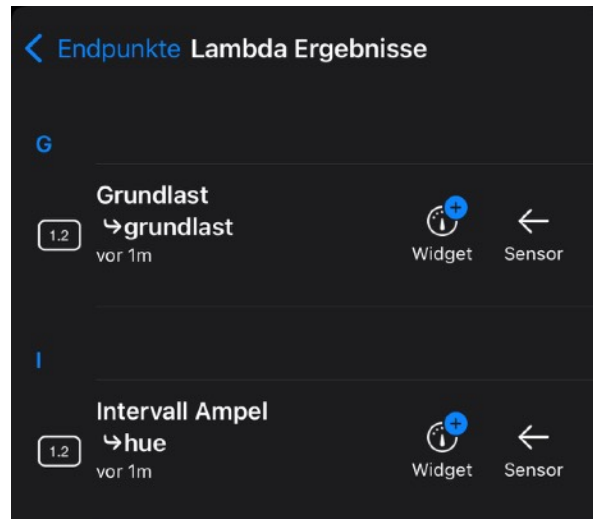 Endpunkte Lambda Ergebnisse
G
Grundlast
↳grundlast
1.2
vor 1m
Widget
Sensor
I
Intervall Ampel
↳hue
1.2
vor 1m
Widget
Sensor